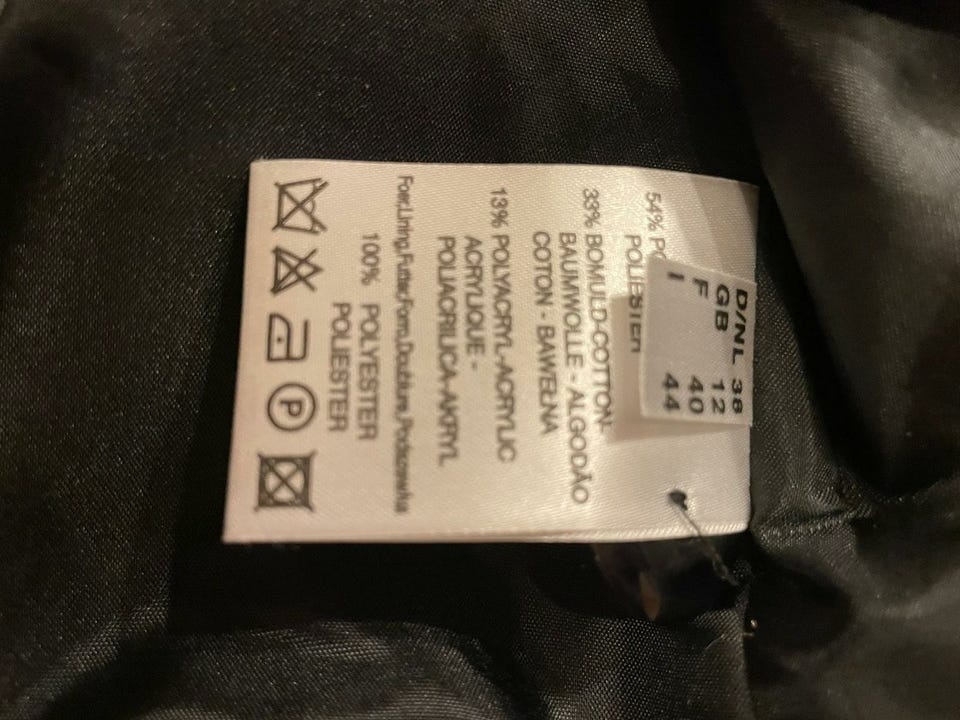 D/NL 38
GB 12
F 40
I 44
54%
POLIESTER
33% BOMULD-COTTON-
BAUMWOLLE - ALGODÃO
COTON - BAWEŁNA
13% POLYACRYL-ACRYLIC
ACRYLIQUE -
POLIACRILICA-AKRYL
Foer,Lining,Futter,Forro,Doublure,Podszewka
100% POLYESTER
POLIESTER
P